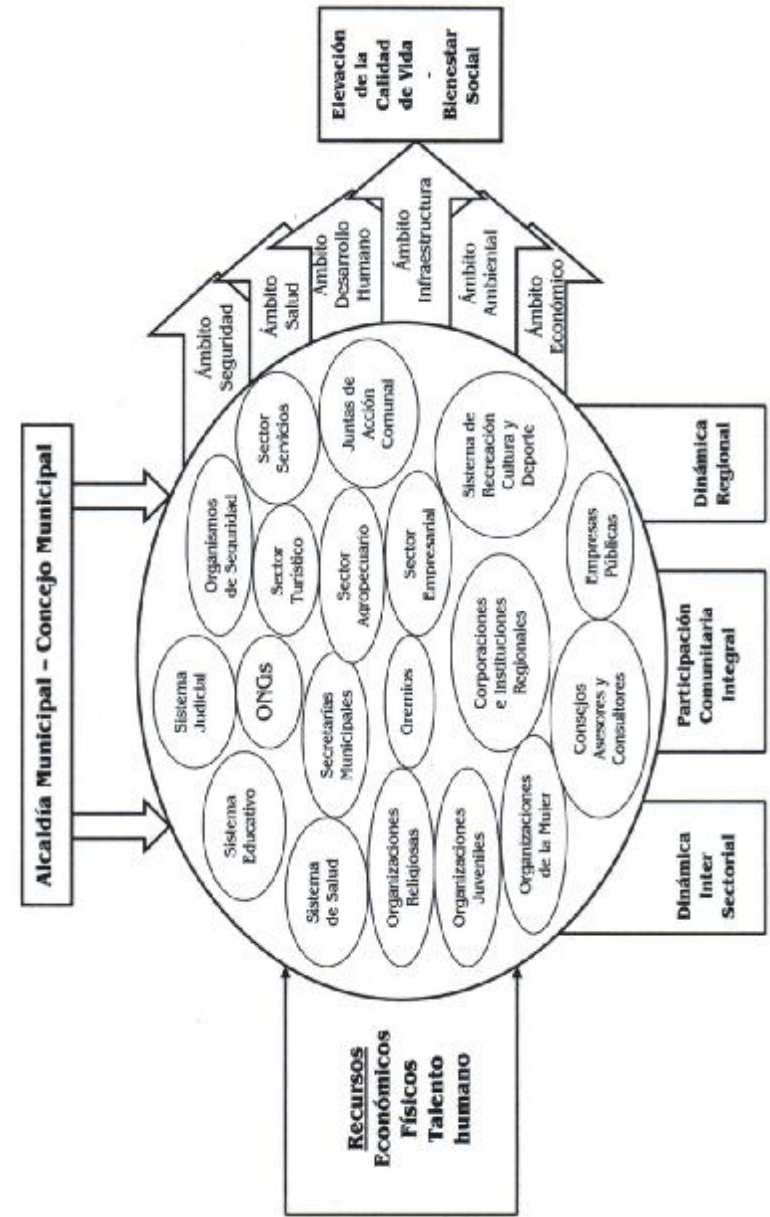 Alcaldía Municipal - Concejo Municipal
Recursos
Económicos
Físicos
Talento
humano
Sistema
Educativo
Sistema
Judicial
Organismos
de Seguridad
Sector
Servicios
ONGs
Sector
Turístico
Sistema
de Salud
Secretarías
Municipales
Sector
Agropecuario
Juntas de
Acción
Comunal
Organizaciones
Religiosas
Gremios
Sector
Empresarial
Organizaciones
Juveniles
Organizaciones
de la Mujer
Corporaciones
e Instituciones
Regionales
Sistema de
Recreación
Cultura y
Deporte
Consejos
Asesores y
Consultores
Empresas
Públicas
Ámbito
Seguridad
Ámbito
Salud
Ámbito
Desarrollo
Humano
Ámbito
Infraestructura
Ámbito
Ambiental
Ámbito
Económico
Elevación
de la
Calidad
de Vida
-
Bienestar
Social
Dinámica
Inter
Sectorial
Participación
Comunitaria
Integral
Dinámica
Regional